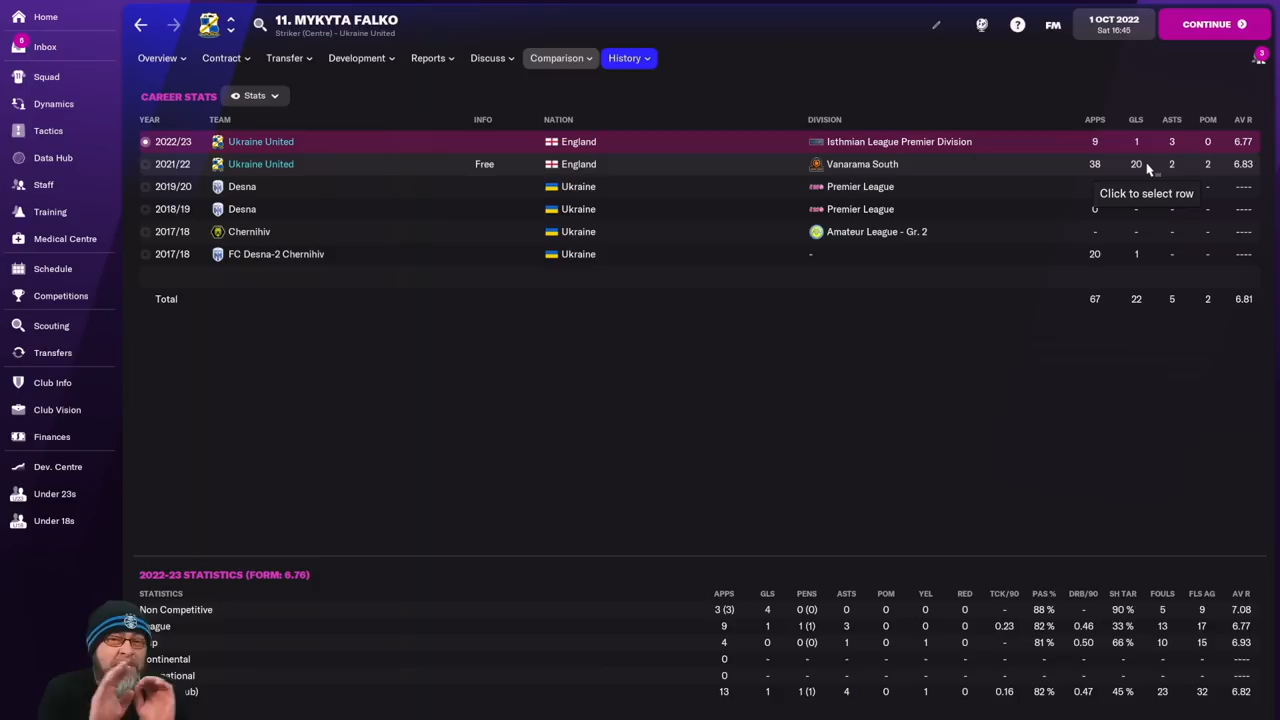 Home
Inbox
6
Squad
Dynamics
Tactics
Data Hub
Staff
Training
Medical Centre
Schedule
Competitions
Scouting
Transfers
Club Info
Club Vision
Finances
Dev. Centre
Under 23s
Under 18s
11. MYKYTA FALKO
Striker (Centre) - Ukraine United
FM
1 OCT 2022
Sat 16:45
CONTINUE
Overview Contract Transfer Development Reports Discuss Comparison History
3
CAREER STATS Stats
YEAR TEAM INFO NATION DIVISION APPS GLS ASTS POM AV R
2022/23 Ukraine United England Isthmian League Premier Division 9 1 3 0 6.77
2021/22 Ukraine United Free England Vanarama South 38 20 2 2 6.83
2019/20 Desna Ukraine Premier League - ----
2018/19 Desna Ukraine Premier League 0 - - - ----
2017/18 Chernihiv Ukraine Amateur League - Gr. 2 - - - - ----
2017/18 FC Desna-2 Chernihiv Ukraine - 20 1 - - ----
Click to select row
Total 67 22 5 2 6.81
2022-23 STATISTICS (FORM: 6.76)
STATISTICS APPS GLS PENS ASTS POM YEL RED TCK/90 PAS % DRB/90 SH TAR FOULS FLS AG AV R
Non Competitive 3 (3) 4 0 (0) 0 0 0 0 - 88 % - 90 % 5 9 7.08
eague 9 1 1 (1) 3 0 0 0 0.23 82 % 0.46 33 % 13 17 6.77
p 4 0 0 (0) 1 0 1 0 - 81 % 0.50 66 % 10 15 6.93
ontinental 0 - - - - - - - - - - - - ----
national 0 - - - - - - - - - - - - ----
ub) 13 1 1 (1) 4 0 1 0 0.16 82 % 0.47 45 % 23 32 6.82